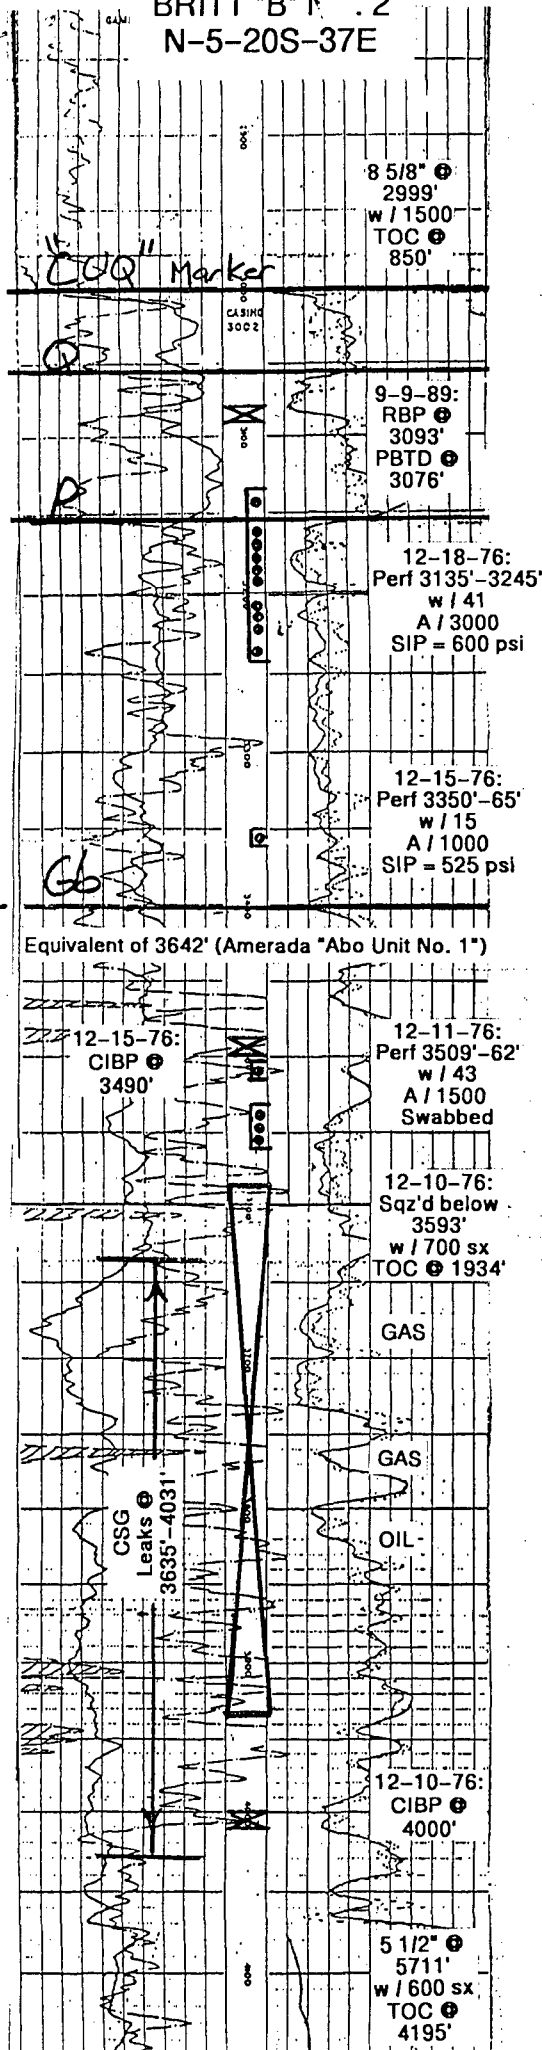 BRITT "B" . 2
N-5-20S-37E
8 5/8" @
2999'
w / 1500
TOC @
850'
"CUQ" Marker
CASING
3002
Q
9-9-89:
RBP @
3093'
PBTD @
3076'
P
12-18-76:
Perf 3135'-3245'
w / 41
A / 3000
SIP = 600 psi
12-15-76:
Perf 3350'-65'
w / 15
A / 1000
SIP = 525 psi
Gb
Equivalent of 3642' (Amerada "Abo Unit No. 1")
12-15-76:
CIBP @
3490'
12-11-76:
Perf 3509'-62'
w / 43
A / 1500
Swabbed
12-10-76:
Sqz'd below
3593'
w / 700 sx
TOC @ 1934'
GAS
GAS
CSG
Leaks @
3635'-4031'
OIL
12-10-76:
CIBP @
4000'
5 1/2" @
5711'
w / 600 sx
TOC @
4195'